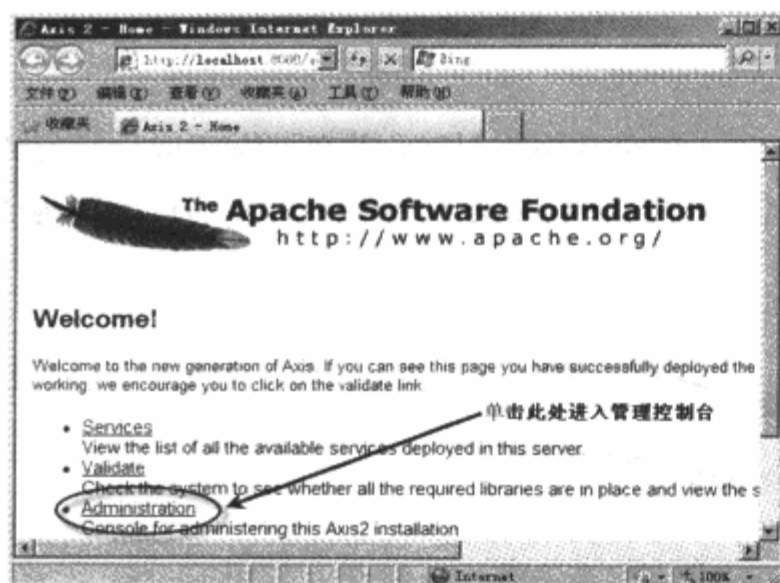 Axis 2 - Home - Windows Internet Explorer
http://localhost:8080/
Bing
文件(F) 编辑(E) 查看(V) 收藏夹(A) 工具(T) 帮助(H)
收藏夹 Axis 2 - Home
The Apache Software Foundation
http://www.apache.org/
Welcome!
Welcome to the new generation of Axis. If you can see this page you have successfully deployed the
working. we encourage you to click on the validate link
单击此处进入管理控制台
• Services
View the list of all the available services deployed in this server.
• Validate
Check the system to see whether all the required libraries are in place and view the s
• Administration
Console for administering this Axis2 installation
Internet 100%